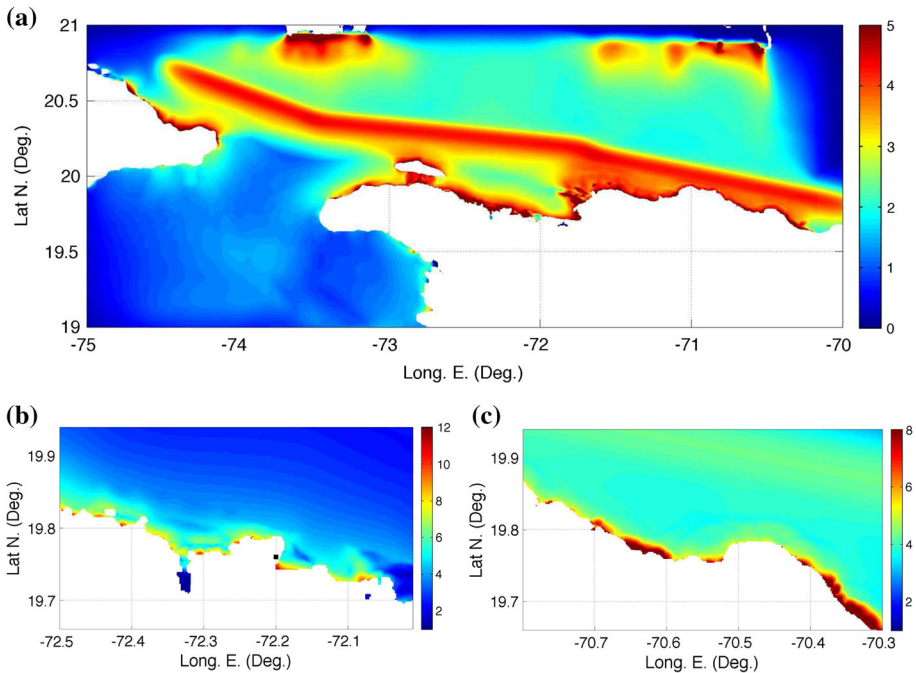 (a)
21
20.5
20
19.5
19
Lat N. (Deg.)
-75 -74 -73 -72 -71 -70
Long. E. (Deg.)
5
4
3
2
1
0
(b)
19.9
19.8
19.7
Lat N. (Deg.)
-72.5 -72.4 -72.3 -72.2 -72.1
Long. E. (Deg.)
12
10
8
6
4
2
(c)
19.9
19.8
19.7
Lat N. (Deg.)
-70.7 -70.6 -70.5 -70.4 -70.3
Long. E. (Deg.)
8
6
4
2